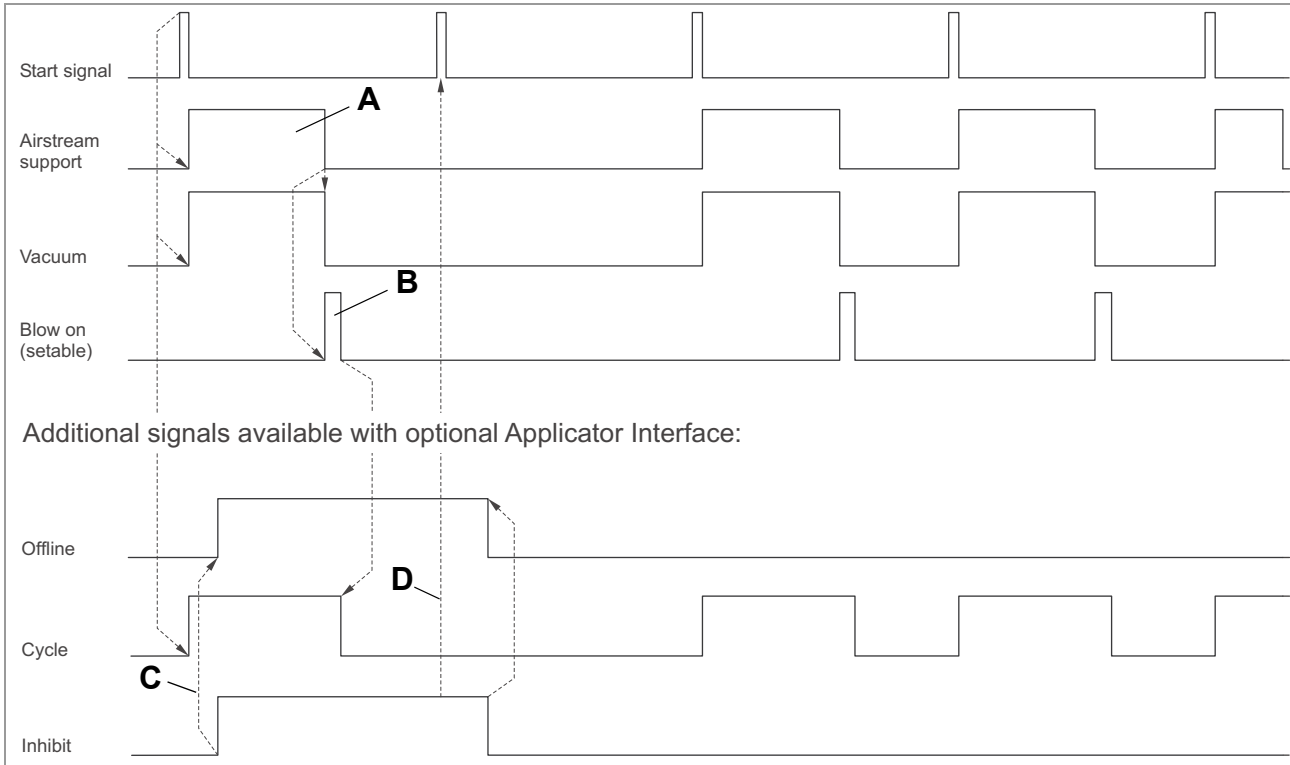 Start signal
A
Airstream
support
Vacuum
B
Blow on
(setable)
Additional signals available with optional Applicator Interface:
Offline
D
Cycle
C
Inhibit